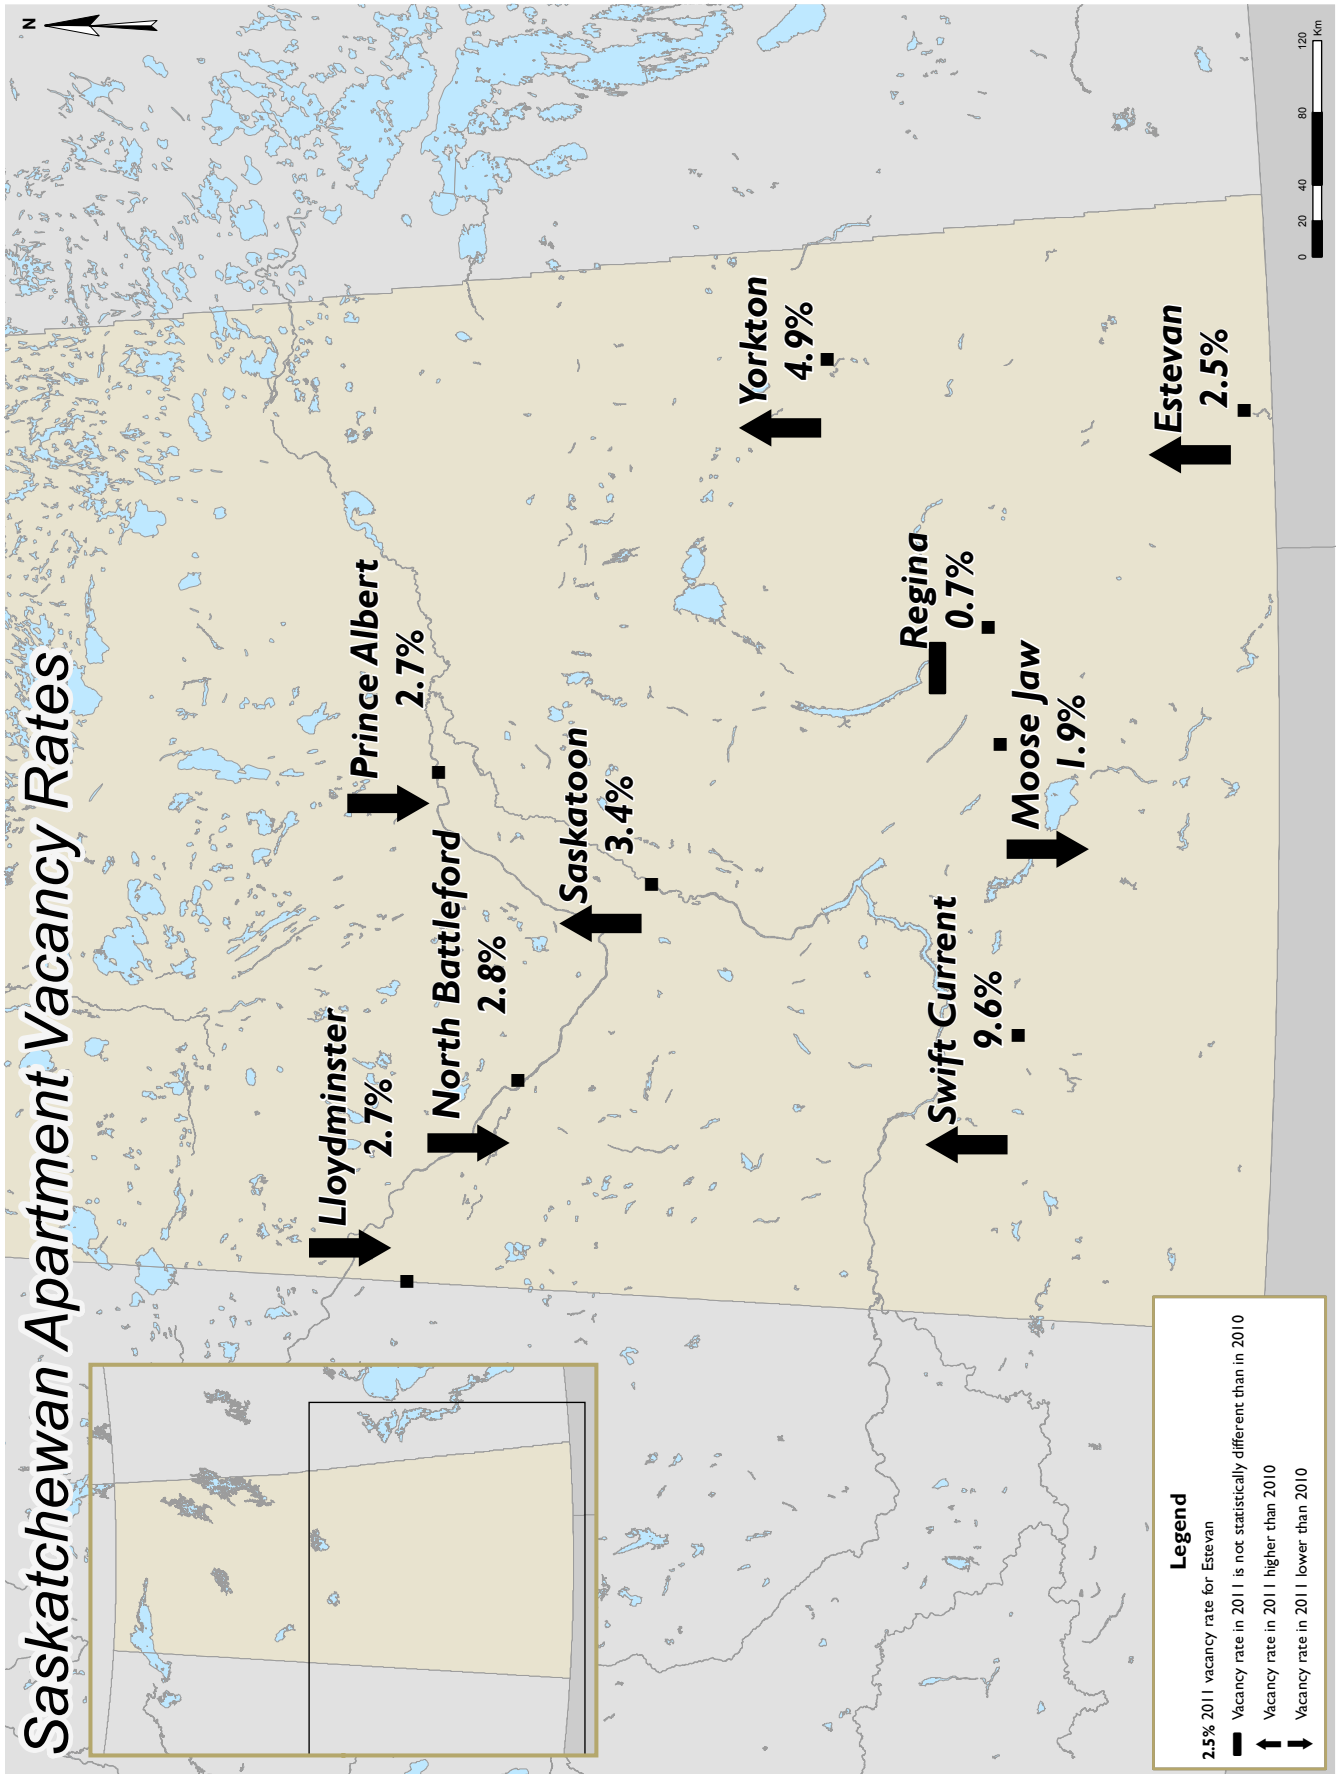 Saskatchewan Apartment Vacancy Rates
N
Lloydminster
2.7%
Prince Albert
2.7%
North Battleford
2.8%
Saskatoon
3.4%
Yorkton
4.9%
Regina
0.7%
Swift Current
9.6%
Moose Jaw
1.9%
Estevan
2.5%
Legend
2.5% 2011 vacancy rate for Estevan
Vacancy rate in 2011 is not statistically different than in 2010
Vacancy rate in 2011 higher than 2010
Vacancy rate in 2011 lower than 2010
0 20 40 80 120
Km